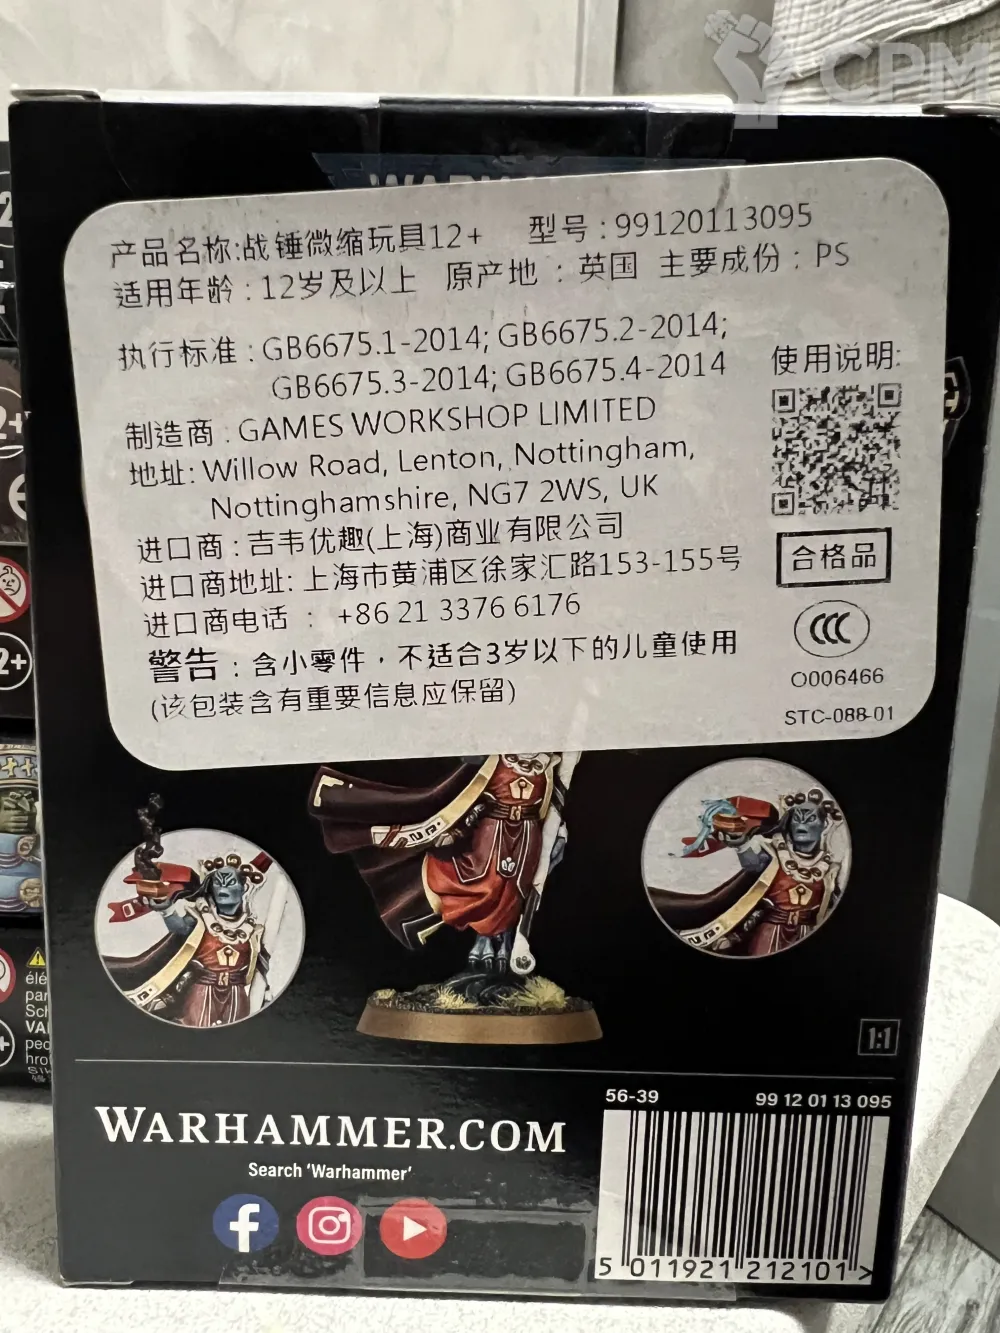 CPM
产品名称:战锤微缩玩具12+ 型号:99120113095
适用年龄:12岁及以上 原产地:英国 主要成份:PS
执行标准:GB6675.1-2014; GB6675.2-2014;
GB6675.3-2014; GB6675.4-2014
使用说明:
制造商:GAMES WORKSHOP LIMITED
地址: Willow Road, Lenton, Nottingham,
Nottinghamshire, NG7 2WS, UK
进口商:吉韦优趣(上海)商业有限公司
合格品
进口商地址: 上海市黄浦区徐家汇路153-155号
进口商电话 : +86 21 3376 6176
CCC
警告:含小零件，不适合3岁以下的儿童使用
O006466
(该包装含有重要信息应保留)
STC-088-01
1:1
WARHAMMER.COM
Search 'Warhammer'
56-39 99 12 01 13 095
5 011921 212101 >